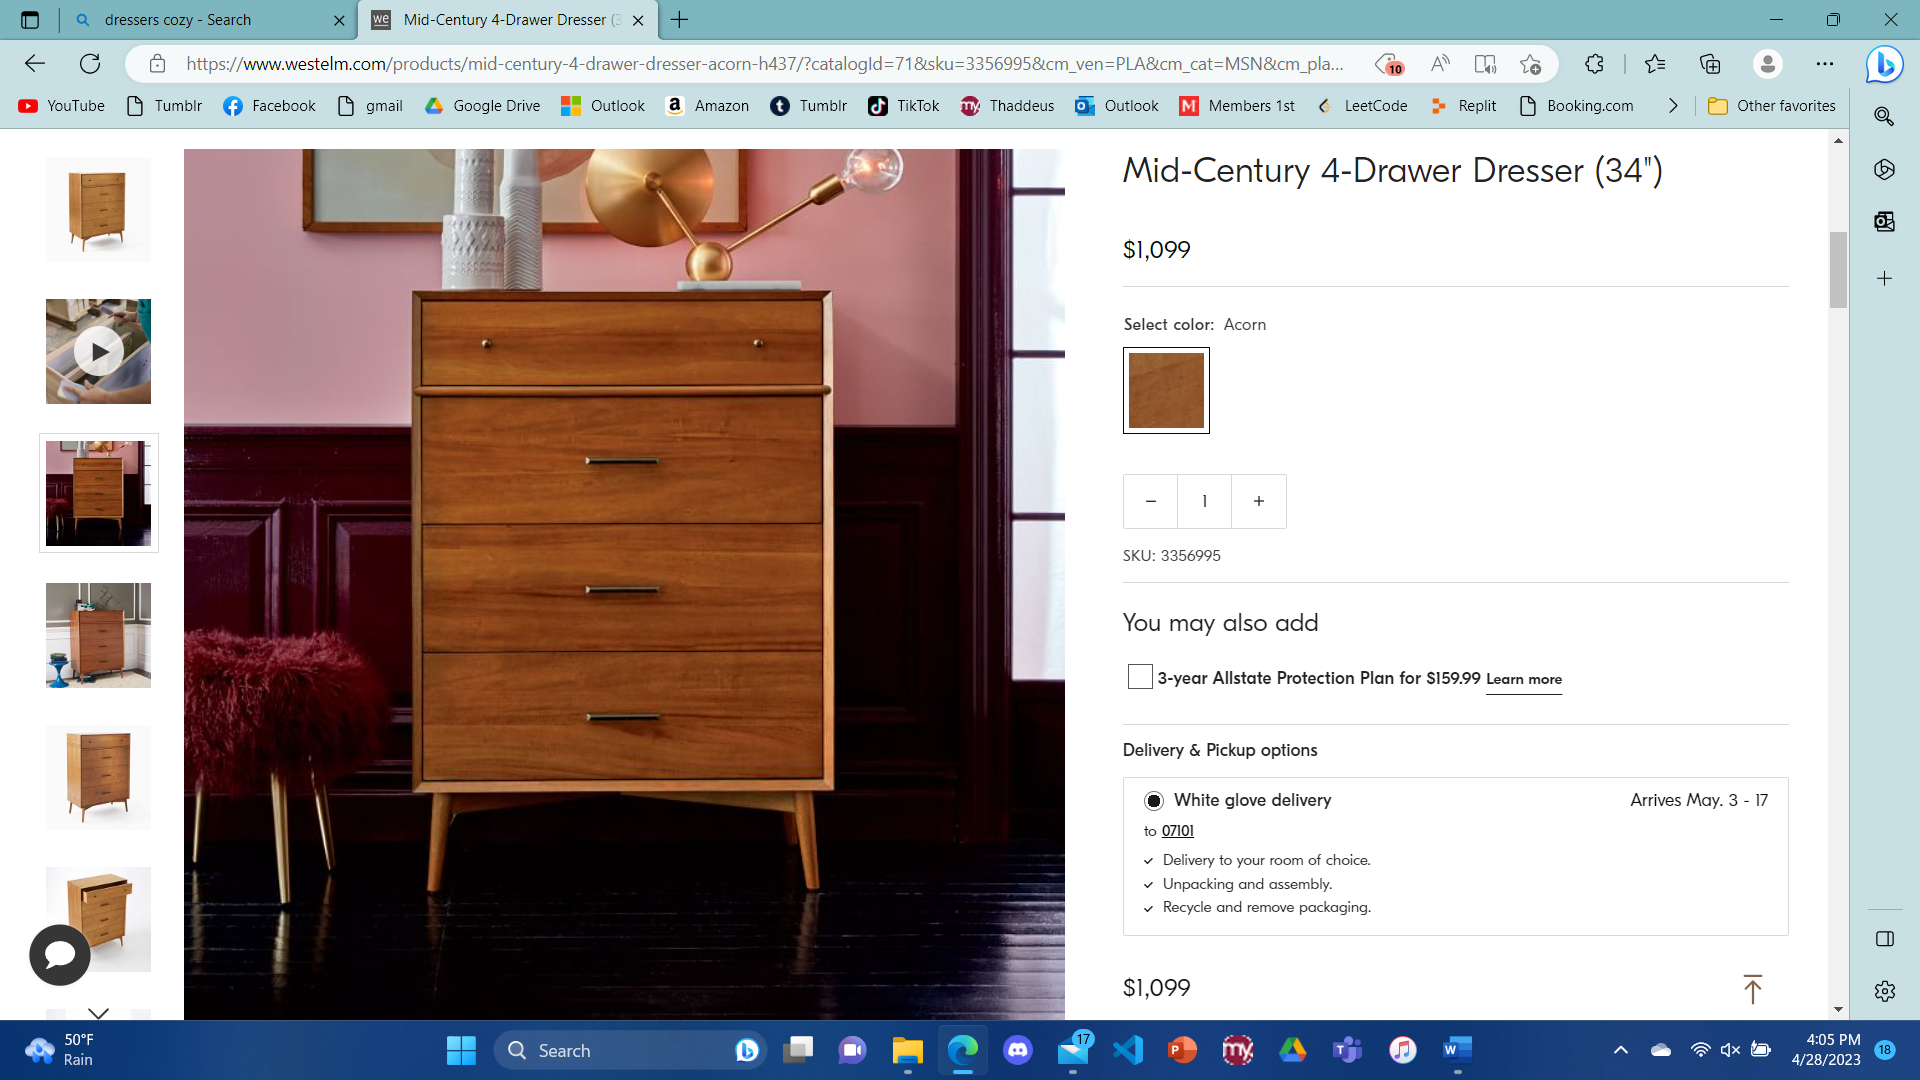 dressers cozy - Search
we
Mid-Century 4-Drawer Dresser (3
https://www.westelm.com/products/mid-century-4-drawer-dresser-acorn-h437/?catalogId=71&sku=3356995&cm_ven=PLA&cm_cat=MSN&cm_pla...
10
YouTube
Tumblr
Facebook
gmail
Google Drive
Outlook
Amazon
Tumblr
TikTok
my
Thaddeus
Outlook
M
Members 1st
LeetCode
Replit
Booking.com
Other favorites
Mid-Century 4-Drawer Dresser (34")
$1,099
Select color: Acorn
− 1 +
SKU: 3356995
You may also add
3-year Allstate Protection Plan for $159.99 Learn more
Delivery & Pickup options
White glove delivery Arrives May. 3 - 17
to 07101
Delivery to your room of choice.
Unpacking and assembly.
Recycle and remove packaging.
$1,099
50°F
Rain
Search
17
my
4:05 PM
4/28/2023
18